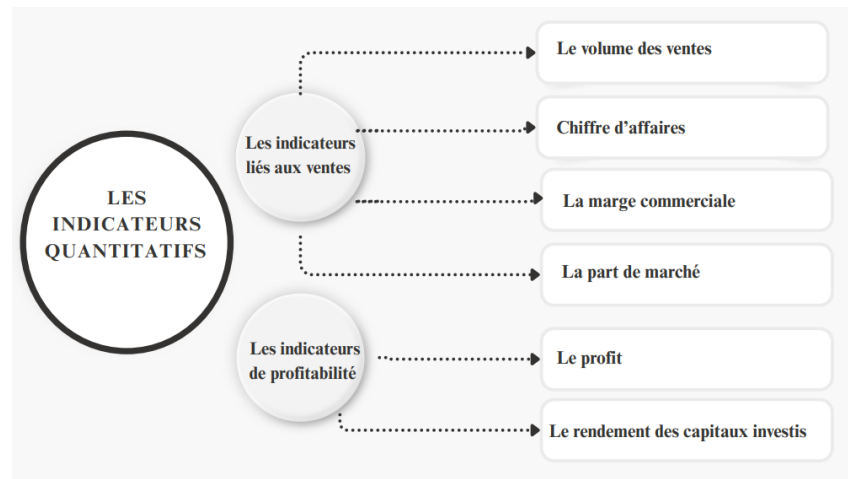 LES
INDICATEURS
QUANTITATIFS
Les indicateurs
liés aux ventes
Le volume des ventes
Chiffre d’affaires
La marge commerciale
La part de marché
Les indicateurs
de profitabilité
Le profit
Le rendement des capitaux investis